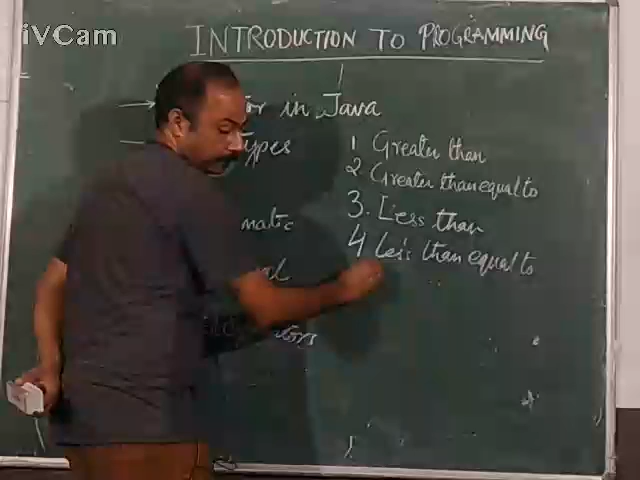 iVCam
INTRODUCTION TO PROGRAMMING
in Java
ypes
1 Greater than
2 Greater than equal to
3. Less than
4 Less than equal to
matic